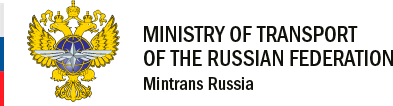 MINISTRY OF TRANSPORT
OF THE RUSSIAN FEDERATION
Mintrans Russia